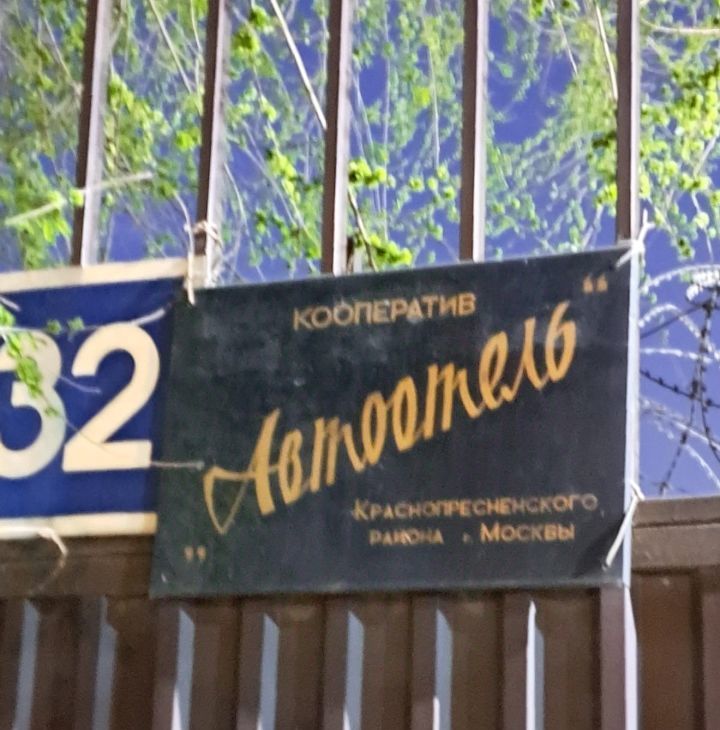 32
КООПЕРАТИВ
„Автоотель“
КРАСНОПРЕСНЕНСКОГО
РАЙОНА г. МОСКВЫ